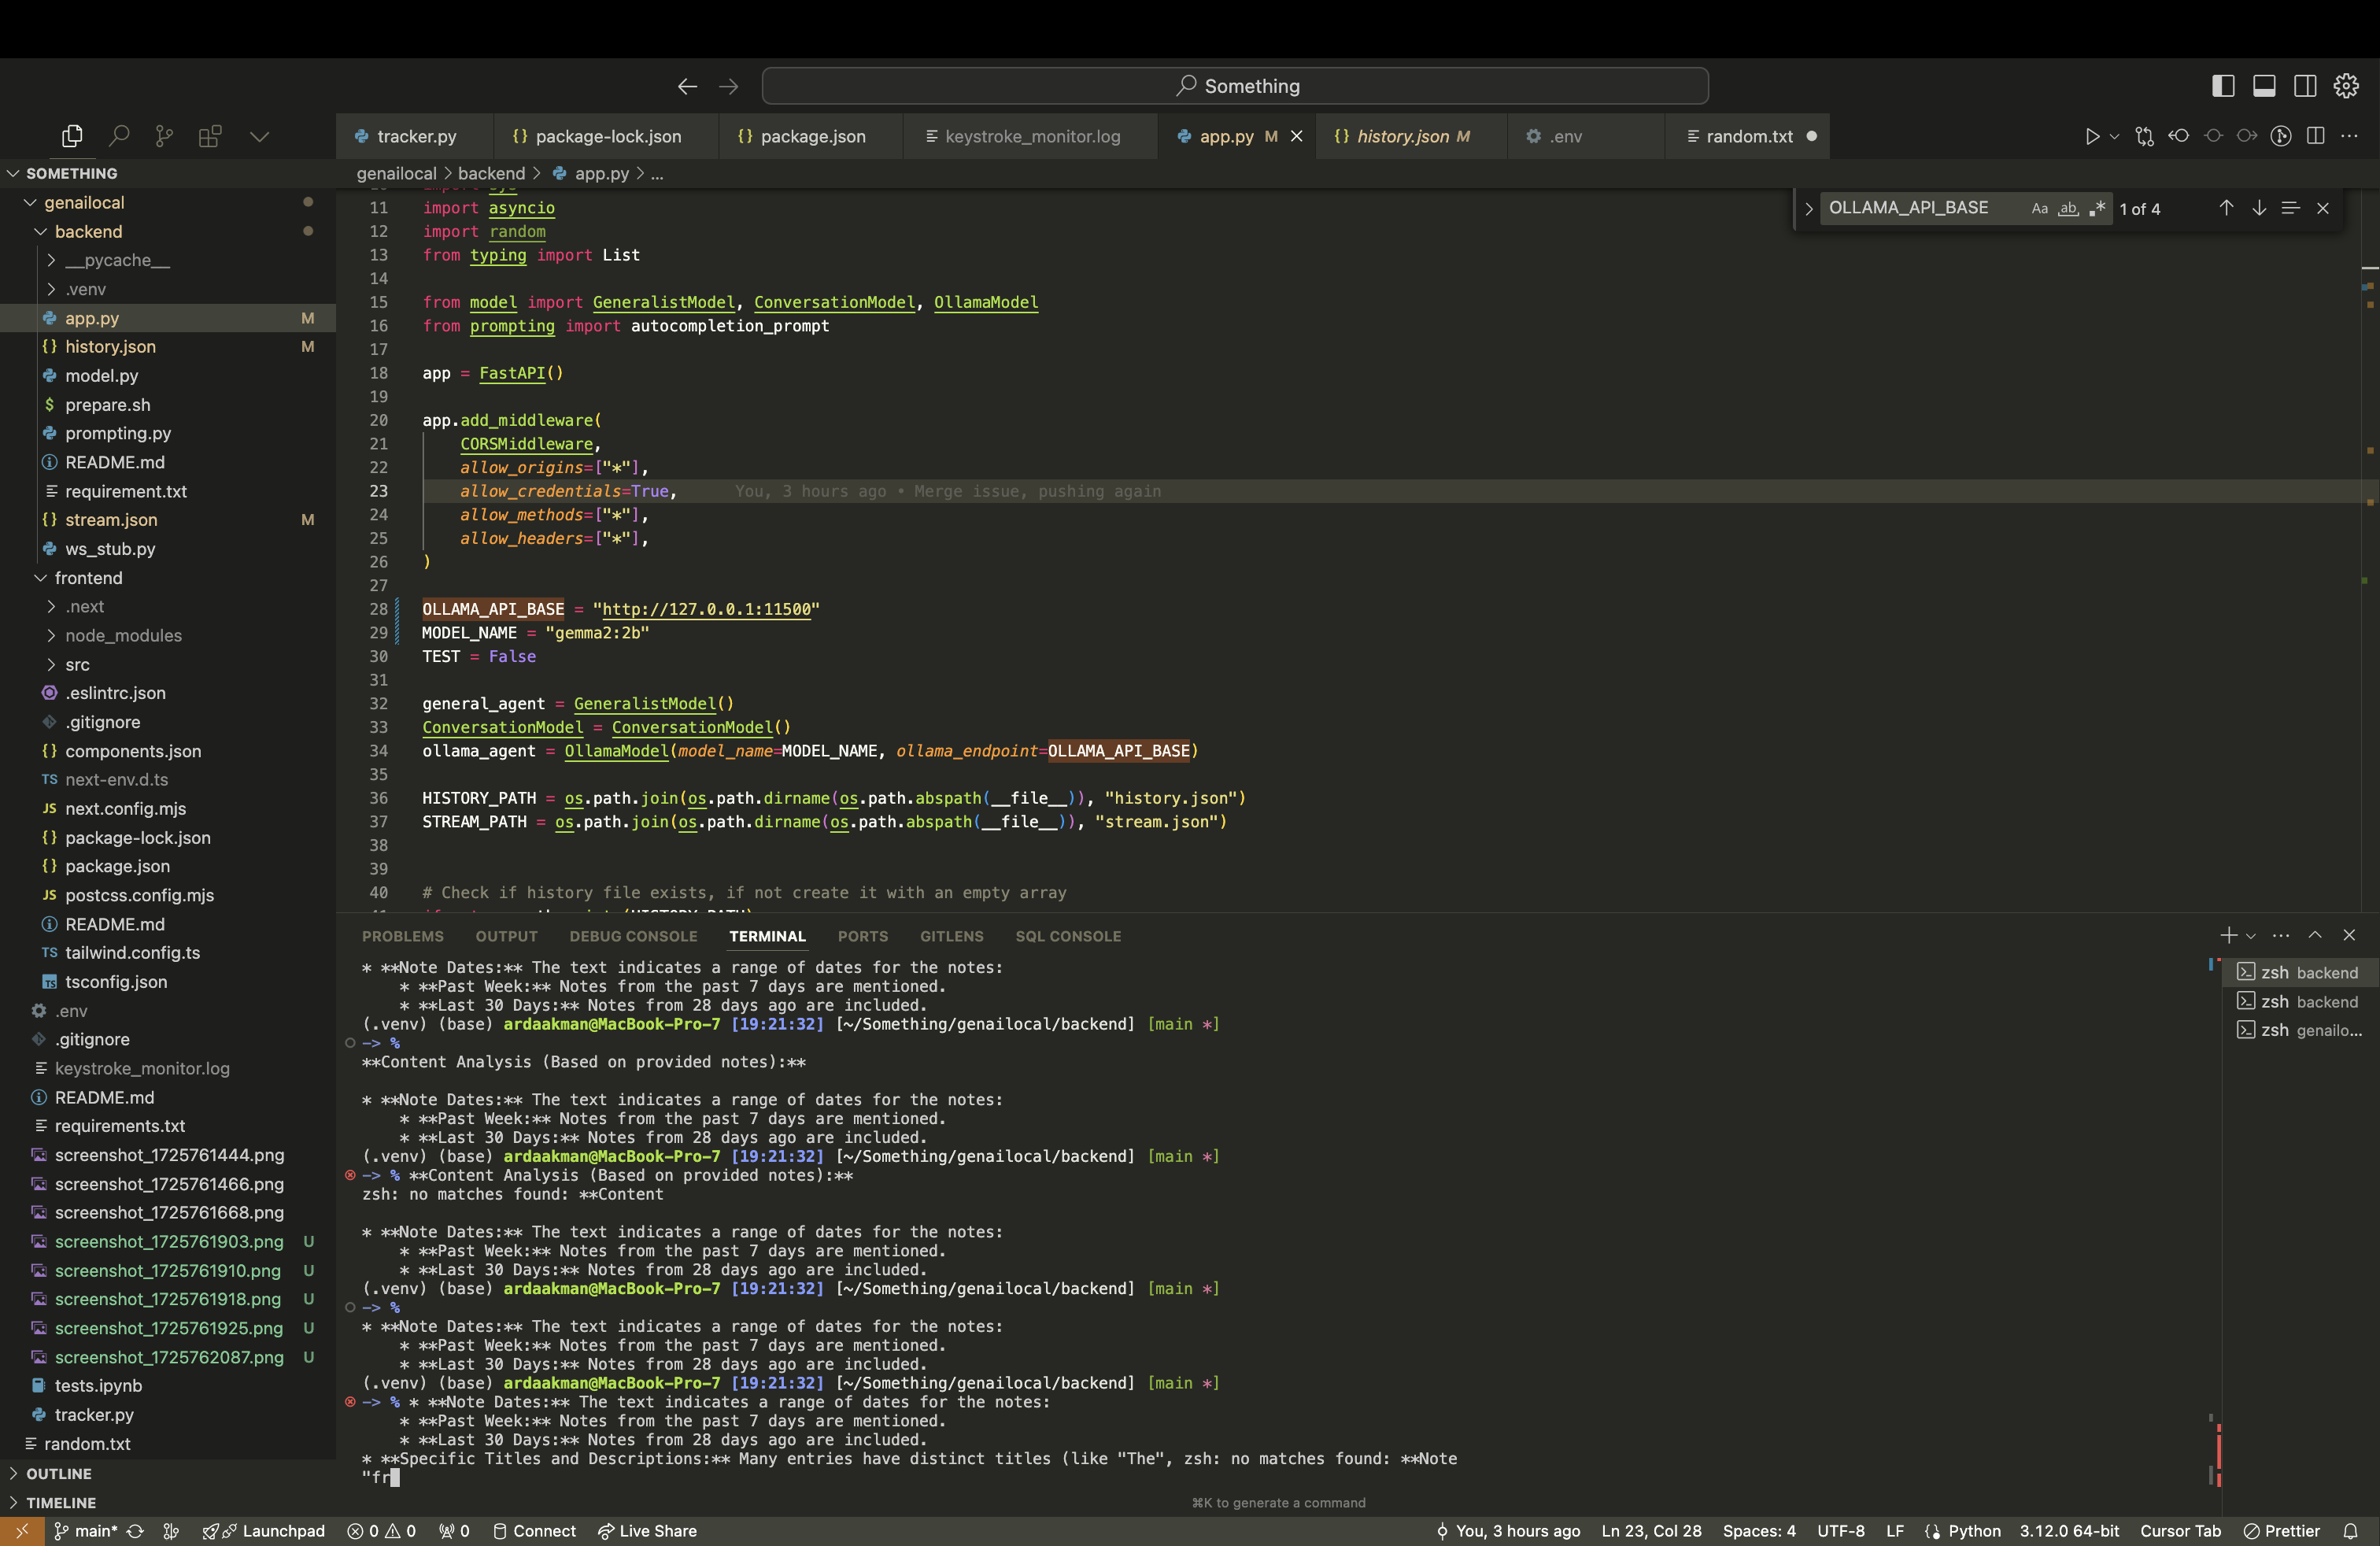 Something
tracker.py
package-lock.json
package.json
keystroke_monitor.log
app.py M
history.json M
.env
random.txt
SOMETHING
genailocal
backend
__pycache__
.venv
app.py M
history.json M
model.py
prepare.sh
prompting.py
README.md
requirement.txt
stream.json M
ws_stub.py
frontend
.next
node_modules
src
.eslintrc.json
.gitignore
components.json
next-env.d.ts
next.config.mjs
package-lock.json
package.json
postcss.config.mjs
README.md
tailwind.config.ts
tsconfig.json
.env
.gitignore
keystroke_monitor.log
README.md
requirements.txt
screenshot_1725761444.png
screenshot_1725761466.png
screenshot_1725761668.png
screenshot_1725761903.png U
screenshot_1725761910.png U
screenshot_1725761918.png U
screenshot_1725761925.png U
screenshot_1725762087.png U
tests.ipynb
tracker.py
random.txt
OUTLINE
TIMELINE
genailocal > backend > app.py > ...
OLLAMA_API_BASE Aa ab .* 1 of 4
11 import asyncio
12 import random
13 from typing import List
14
15 from model import GeneralistModel, ConversationModel, OllamaModel
16 from prompting import autocompletion_prompt
17
18 app = FastAPI()
19
20 app.add_middleware(
21     CORSMiddleware,
22     allow_origins=["*"],
23     allow_credentials=True, You, 3 hours ago • Merge issue, pushing again
24     allow_methods=["*"],
25     allow_headers=["*"],
26 )
27
28 OLLAMA_API_BASE = "http://127.0.0.1:11500"
29 MODEL_NAME = "gemma2:2b"
30 TEST = False
31
32 general_agent = GeneralistModel()
33 ConversationModel = ConversationModel()
34 ollama_agent = OllamaModel(model_name=MODEL_NAME, ollama_endpoint=OLLAMA_API_BASE)
35
36 HISTORY_PATH = os.path.join(os.path.dirname(os.path.abspath(__file__)), "history.json")
37 STREAM_PATH = os.path.join(os.path.dirname(os.path.abspath(__file__)), "stream.json")
38
39
40 # Check if history file exists, if not create it with an empty array
PROBLEMS OUTPUT DEBUG CONSOLE TERMINAL PORTS GITLENS SQL CONSOLE
* **Note Dates:** The text indicates a range of dates for the notes:
    * **Past Week:** Notes from the past 7 days are mentioned.
    * **Last 30 Days:** Notes from 28 days ago are included.
(.venv) (base) ardaakman@MacBook-Pro-7 [19:21:32] [~/Something/genailocal/backend] [main *]
-> %
**Content Analysis (Based on provided notes):**

* **Note Dates:** The text indicates a range of dates for the notes:
    * **Past Week:** Notes from the past 7 days are mentioned.
    * **Last 30 Days:** Notes from 28 days ago are included.
(.venv) (base) ardaakman@MacBook-Pro-7 [19:21:32] [~/Something/genailocal/backend] [main *]
-> % **Content Analysis (Based on provided notes):**
zsh: no matches found: **Content

* **Note Dates:** The text indicates a range of dates for the notes:
    * **Past Week:** Notes from the past 7 days are mentioned.
    * **Last 30 Days:** Notes from 28 days ago are included.
(.venv) (base) ardaakman@MacBook-Pro-7 [19:21:32] [~/Something/genailocal/backend] [main *]
-> %
* **Note Dates:** The text indicates a range of dates for the notes:
    * **Past Week:** Notes from the past 7 days are mentioned.
    * **Last 30 Days:** Notes from 28 days ago are included.
(.venv) (base) ardaakman@MacBook-Pro-7 [19:21:32] [~/Something/genailocal/backend] [main *]
-> % * **Note Dates:** The text indicates a range of dates for the notes:
    * **Past Week:** Notes from the past 7 days are mentioned.
    * **Last 30 Days:** Notes from 28 days ago are included.
* **Specific Titles and Descriptions:** Many entries have distinct titles (like "The", zsh: no matches found: **Note
"fr
⌘K to generate a command
zsh backend
zsh backend
zsh genailo...
main* Launchpad 0 0 0 Connect Live Share You, 3 hours ago Ln 23, Col 28 Spaces: 4 UTF-8 LF Python 3.12.0 64-bit Cursor Tab Prettier